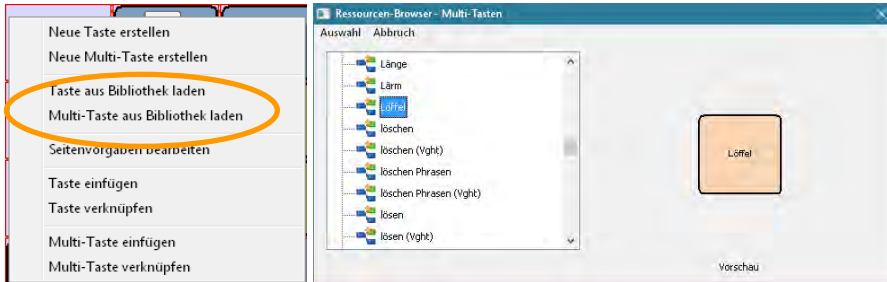 Neue Taste erstellen
Neue Multi-Taste erstellen
Taste aus Bibliothek laden
Multi-Taste aus Bibliothek laden
Seitenvorgaben bearbeiten
Taste einfügen
Taste verknüpfen
Multi-Taste einfügen
Multi-Taste verknüpfen
Ressourcen-Browser - Multi-Tasten
Auswahl Abbruch
Länge
Lärm
Löffel
löschen
löschen (Vght)
löschen Phrasen
löschen Phrasen (Vght)
lösen
lösen (Vght)
Löffel
Vorschau